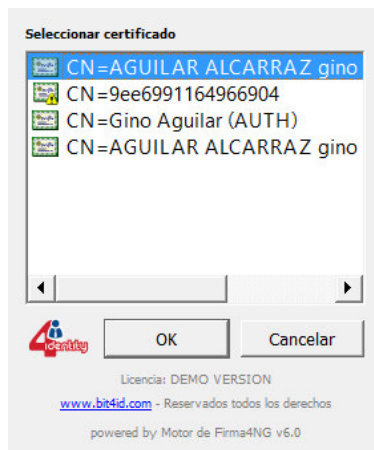 Seleccionar certificado
CN=AGUILAR ALCARRAZ gino
CN=9ee6991164966904
CN=Gino Aguilar (AUTH)
CN=AGUILAR ALCARRAZ gino
4identity
OK
Cancelar
Licencia: DEMO VERSION
www.bit4id.com - Reservados todos los derechos
powered by Motor de Firma4NG v6.0